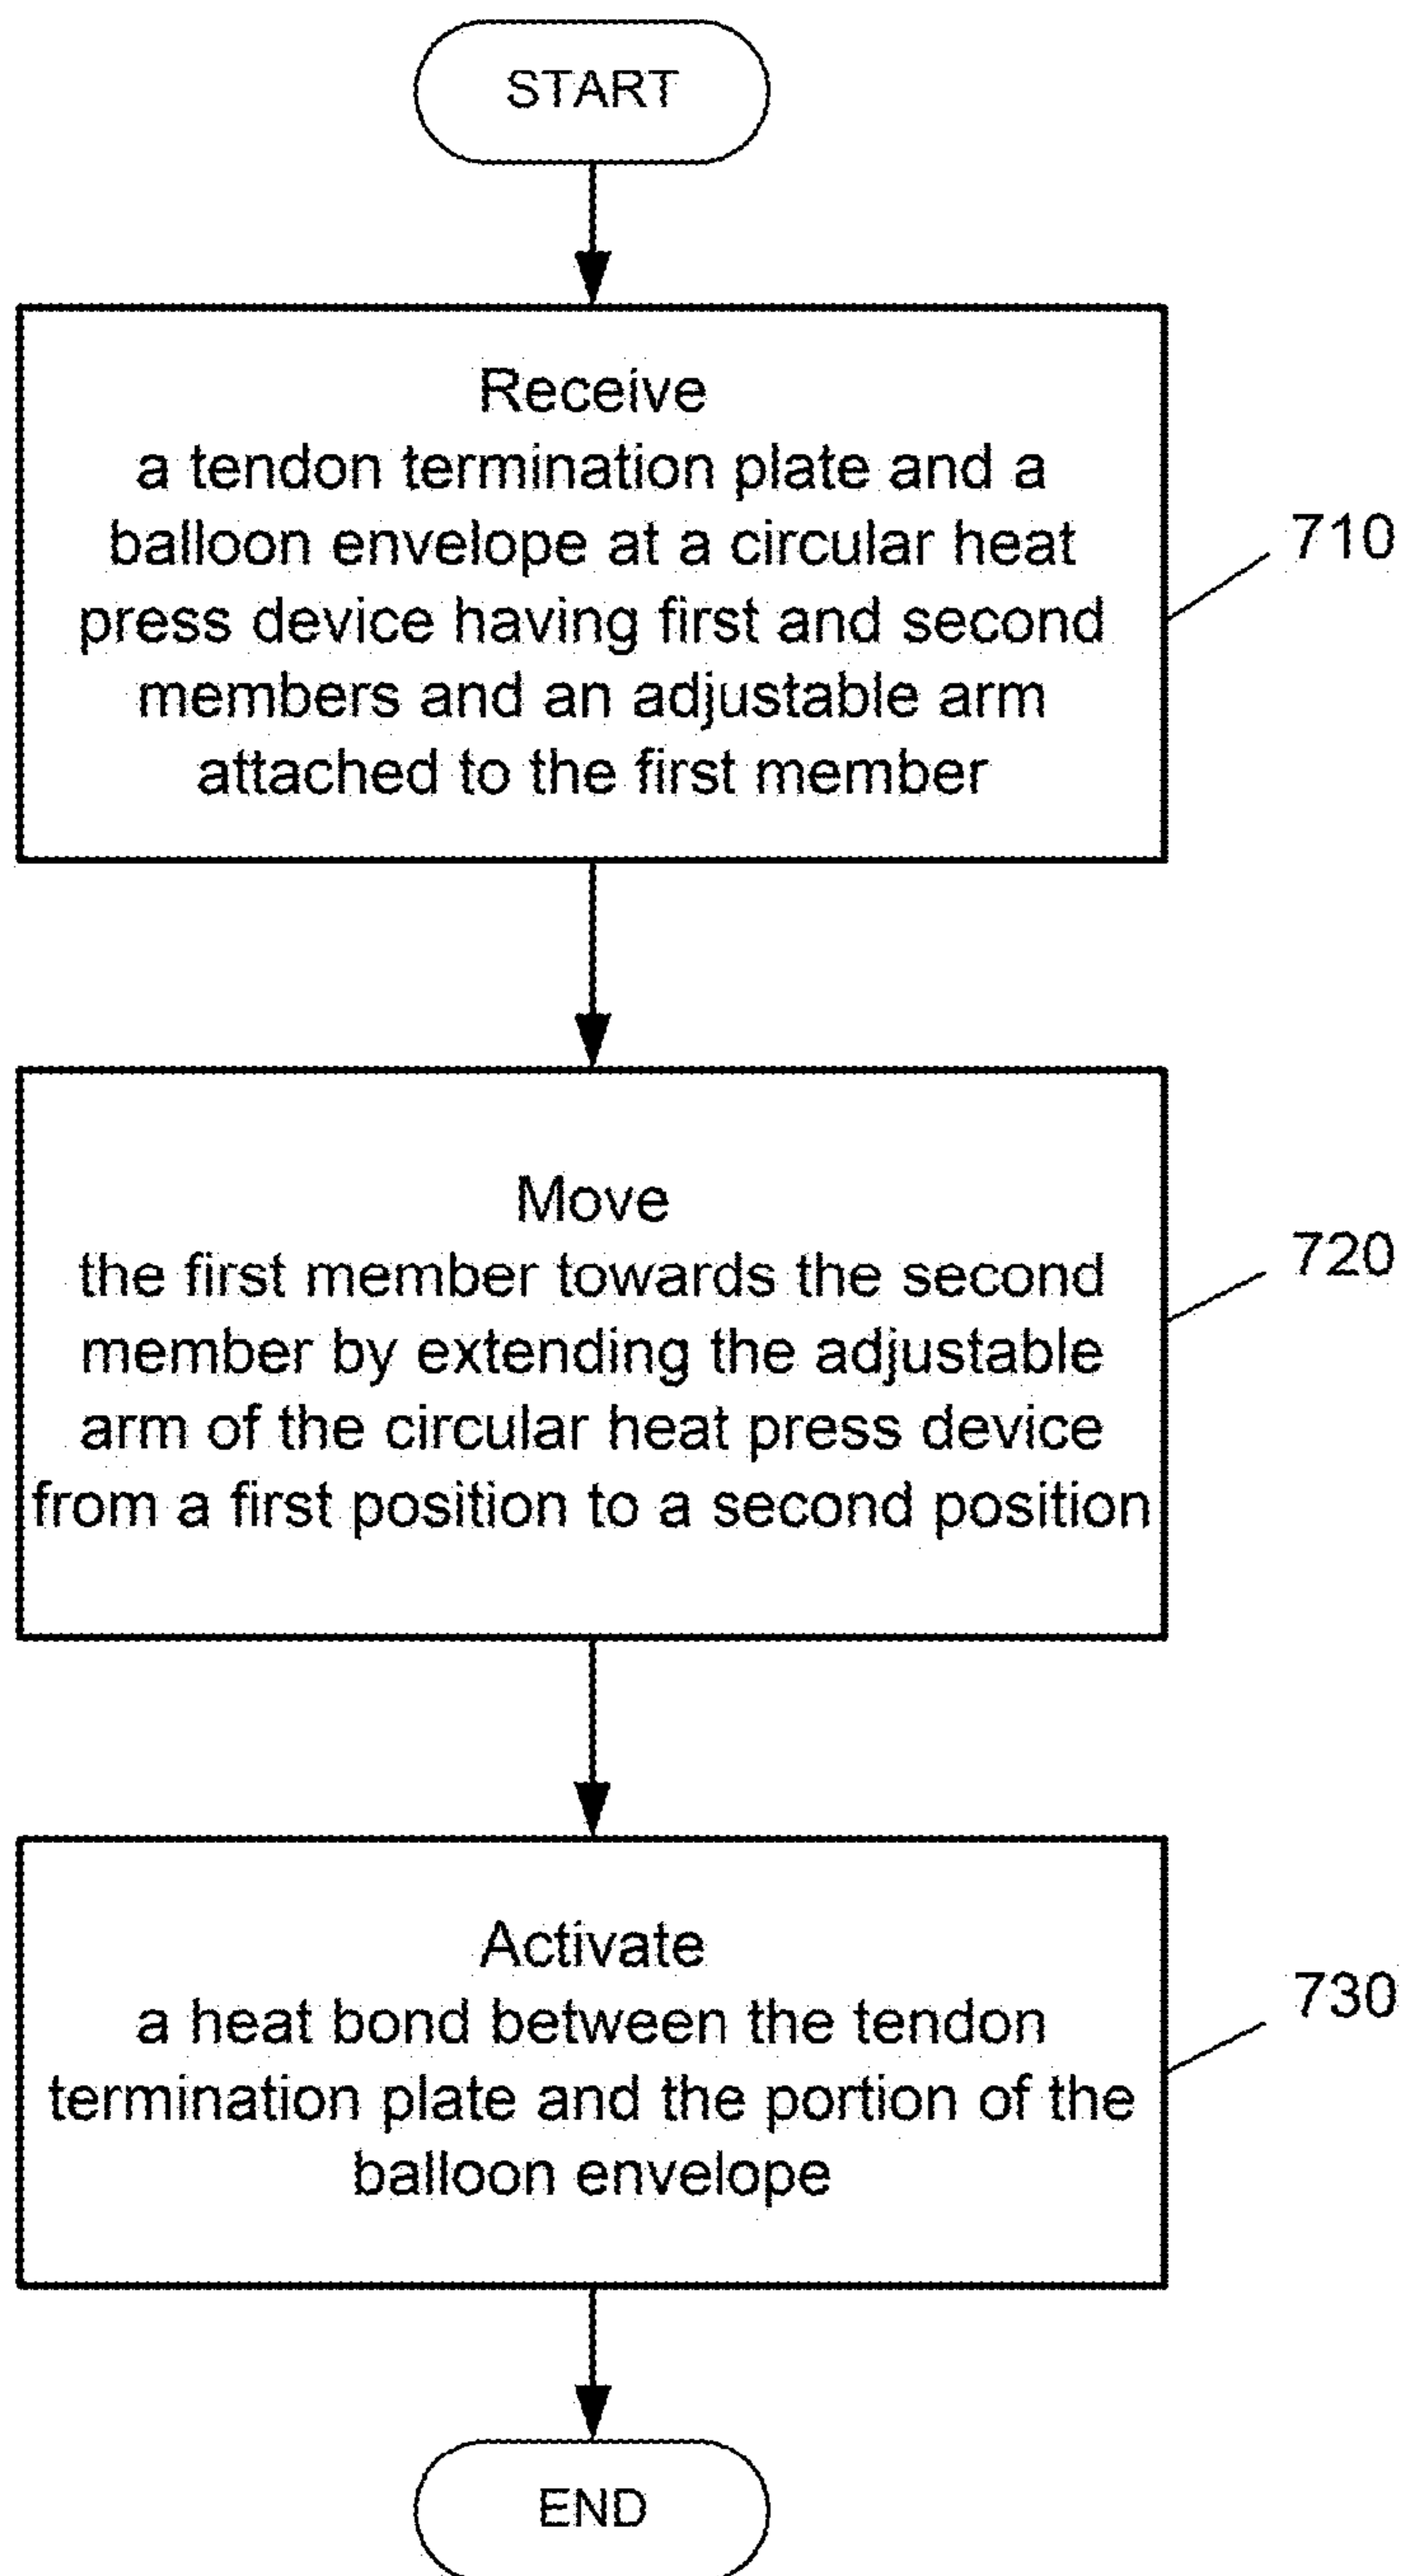 START
Receive
a tendon termination plate and a
balloon envelope at a circular heat
press device having first and second
members and an adjustable arm
attached to the first member
710
Move
the first member towards the second
member by extending the adjustable
arm of the circular heat press device
from a first position to a second position
720
Activate
a heat bond between the tendon
termination plate and the portion of the
balloon envelope
730
END